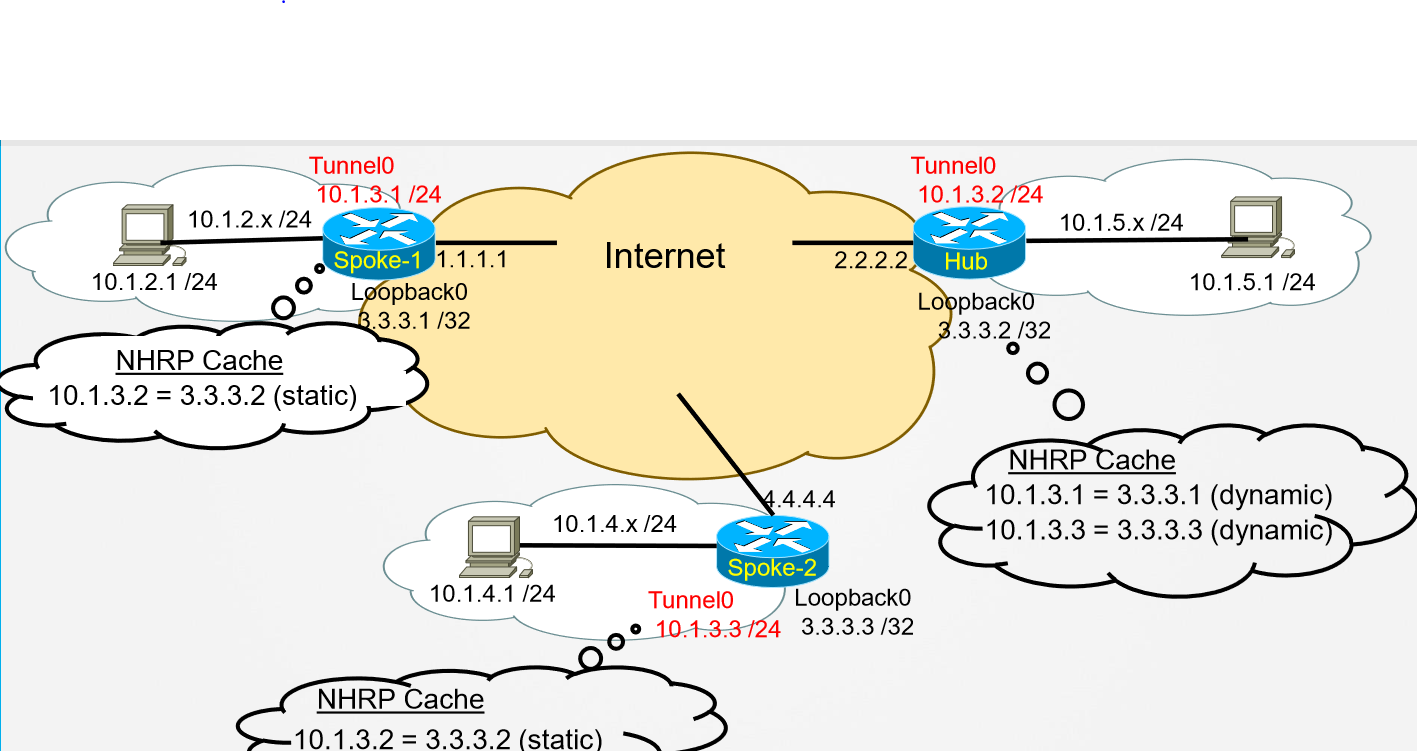 Tunnel0
10.1.3.1 /24
10.1.2.x /24
Spoke-1
1.1.1.1
10.1.2.1 /24
Loopback0
3.3.3.1 /32
NHRP Cache
10.1.3.2 = 3.3.3.2 (static)
Internet
Tunnel0
10.1.3.2 /24
10.1.5.x /24
2.2.2.2
Hub
10.1.5.1 /24
Loopback0
3.3.3.2 /32
NHRP Cache
10.1.3.1 = 3.3.3.1 (dynamic)
10.1.3.3 = 3.3.3.3 (dynamic)
4.4.4.4
10.1.4.x /24
Spoke-2
10.1.4.1 /24
Tunnel0
10.1.3.3 /24
Loopback0
3.3.3.3 /32
NHRP Cache
10.1.3.2 = 3.3.3.2 (static)